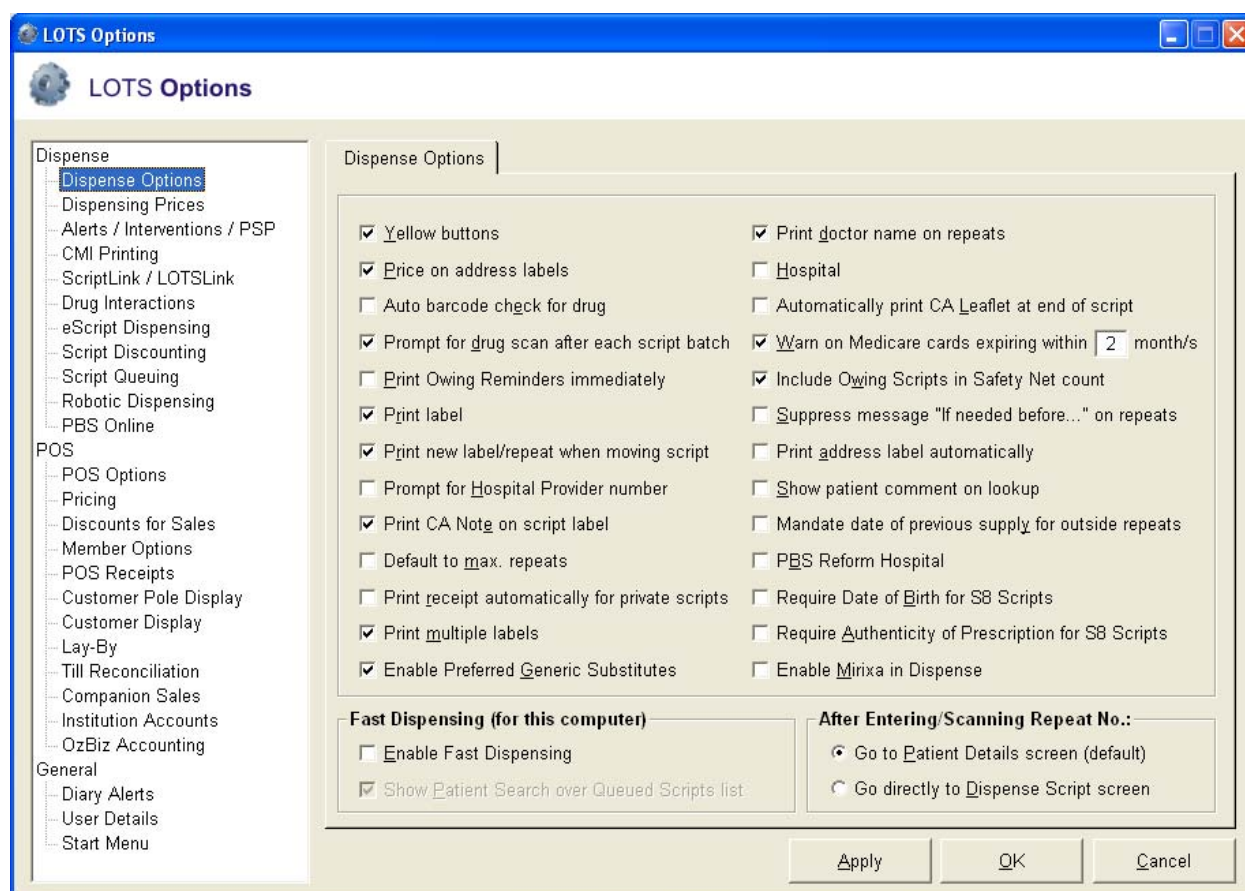 LOTS Options
LOTS Options
Dispense
Dispense Options
Dispensing Prices
Alerts / Interventions / PSP
CMI Printing
ScriptLink / LOTSLink
Drug Interactions
eScript Dispensing
Script Discounting
Script Queuing
Robotic Dispensing
PBS Online
POS
POS Options
Pricing
Discounts for Sales
Member Options
POS Receipts
Customer Pole Display
Customer Display
Lay-By
Till Reconciliation
Companion Sales
Institution Accounts
OzBiz Accounting
General
Diary Alerts
User Details
Start Menu
Dispense Options
Yellow buttons
Price on address labels
Auto barcode check for drug
Prompt for drug scan after each script batch
Print Owing Reminders immediately
Print label
Print new label/repeat when moving script
Prompt for Hospital Provider number
Print CA Note on script label
Default to max. repeats
Print receipt automatically for private scripts
Print multiple labels
Enable Preferred Generic Substitutes
Print doctor name on repeats
Hospital
Automatically print CA Leaflet at end of script
Warn on Medicare cards expiring within 2 month/s
Include Owing Scripts in Safety Net count
Suppress message "If needed before..." on repeats
Print address label automatically
Show patient comment on lookup
Mandate date of previous supply for outside repeats
PBS Reform Hospital
Require Date of Birth for S8 Scripts
Require Authenticity of Prescription for S8 Scripts
Enable Mirixa in Dispense
Fast Dispensing (for this computer)
Enable Fast Dispensing
Show Patient Search over Queued Scripts list
After Entering/Scanning Repeat No.:
Go to Patient Details screen (default)
Go directly to Dispense Script screen
Apply
OK
Cancel